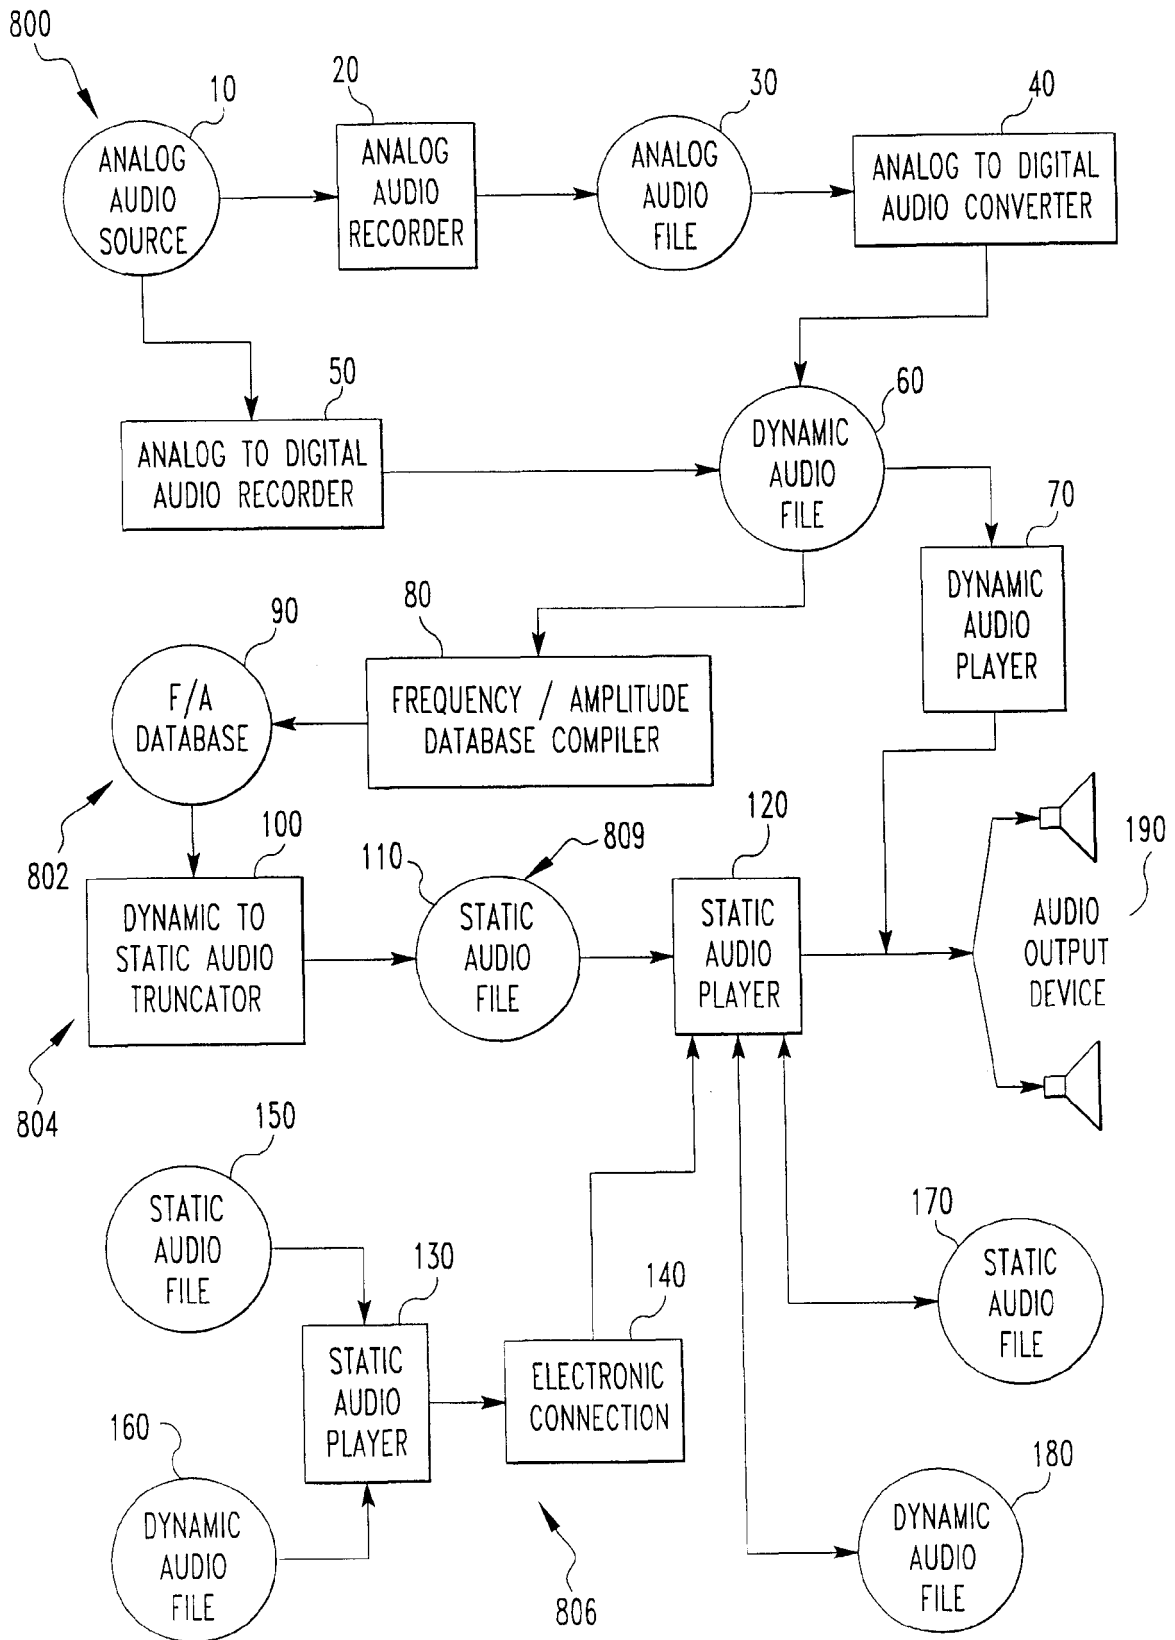 800
10
ANALOG
AUDIO
SOURCE
20
ANALOG
AUDIO
RECORDER
30
ANALOG
AUDIO
FILE
40
ANALOG TO DIGITAL
AUDIO CONVERTER
50
ANALOG TO DIGITAL
AUDIO RECORDER
60
DYNAMIC
AUDIO
FILE
70
DYNAMIC
AUDIO
PLAYER
80
FREQUENCY / AMPLITUDE
DATABASE COMPILER
90
F/A
DATABASE
802
100
DYNAMIC TO
STATIC AUDIO
TRUNCATOR
804
110
809
STATIC
AUDIO
FILE
120
STATIC
AUDIO
PLAYER
190
AUDIO
OUTPUT
DEVICE
150
STATIC
AUDIO
FILE
130
STATIC
AUDIO
PLAYER
140
ELECTRONIC
CONNECTION
170
STATIC
AUDIO
FILE
160
DYNAMIC
AUDIO
FILE
806
180
DYNAMIC
AUDIO
FILE